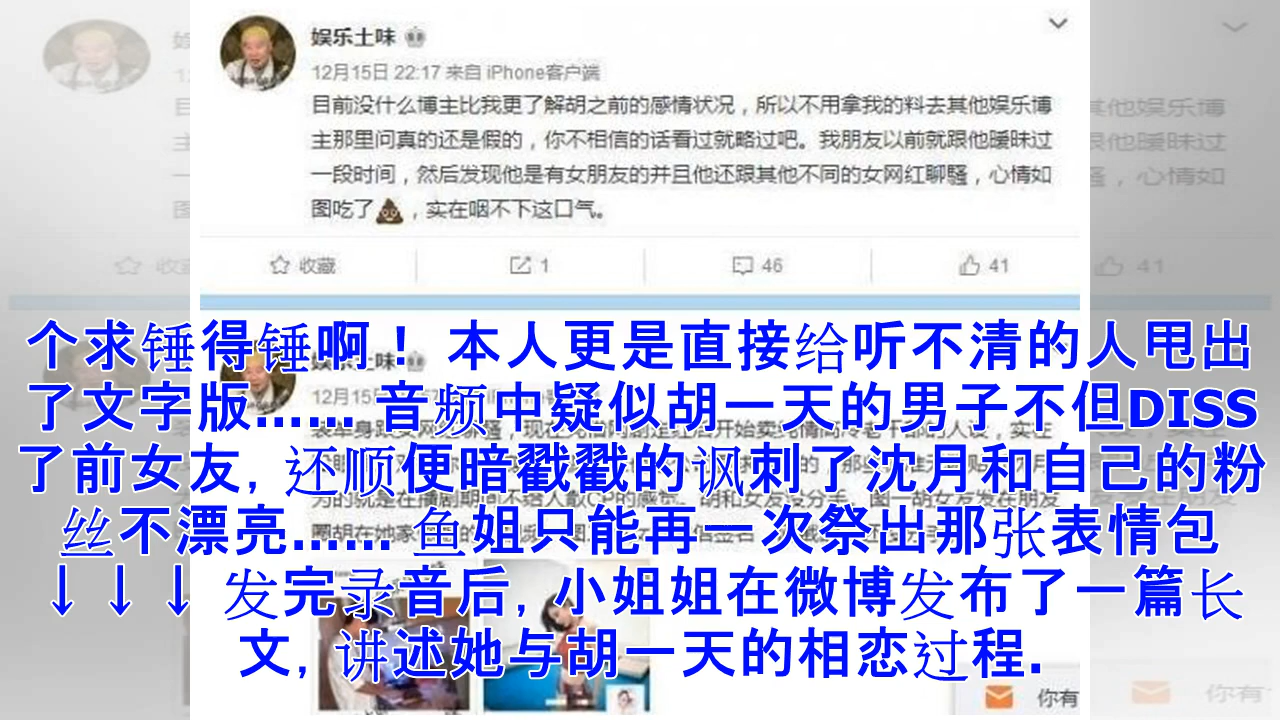 娱乐土味
12月15日 22:17 来自 iPhone客户端
目前没什么博主比我更了解胡之前的感情状况，所以不用拿我的料去其他娱乐博
主那里问真的还是假的，你不相信的话看过就略过吧。我朋友以前就跟他暧昧过
一段时间，然后发现他是有女朋友的并且他还跟其他不同的女网红聊騷，心情如
图吃了💩，实在咽不下这口气。
收藏 1 46 41
个求锤得锤啊！ 本人更是直接给听不清的人甩出
了文字版...... 音频中疑似胡一天的男子不但DISS
了前女友, 还顺便暗戳戳的讽刺了沈月和自己的粉
丝不漂亮...... 鱼姐只能再一次祭出那张表情包
↓↓↓ 发完录音后, 小姐姐在微博发布了一篇长
文, 讲述她与胡一天的相恋过程.
娱乐土味
12月15日
你有